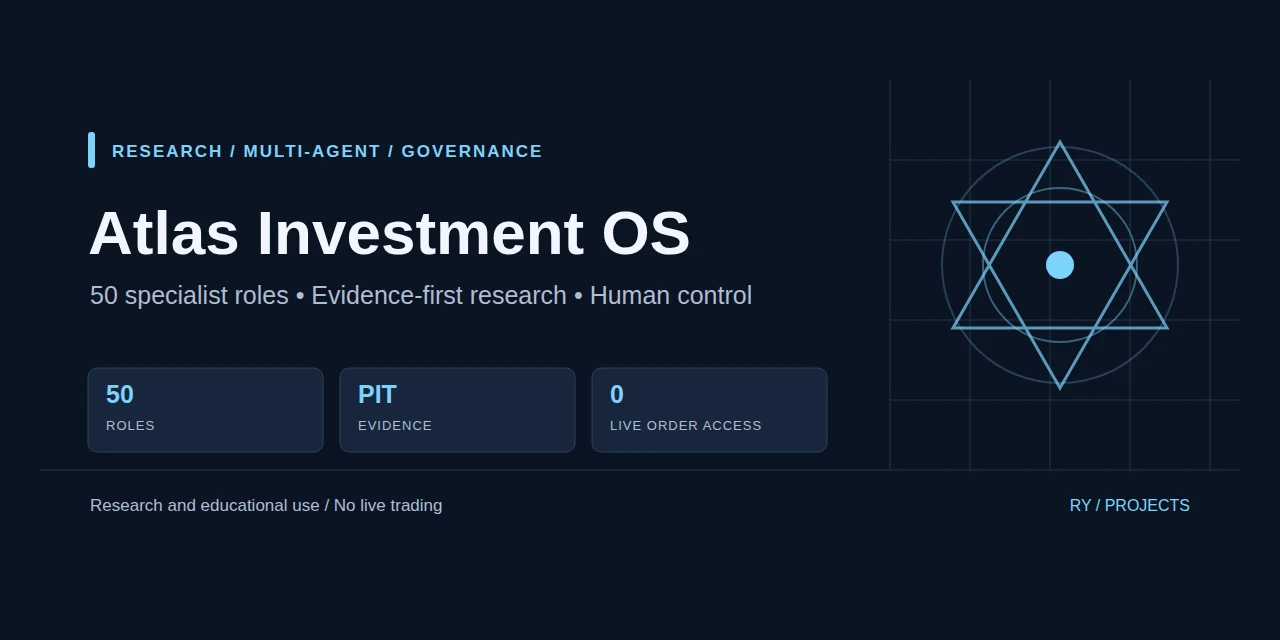 RESEARCH / MULTI-AGENT / GOVERNANCE
Atlas Investment OS
50 specialist roles • Evidence-first research • Human control
50
ROLES
PIT
EVIDENCE
0
LIVE ORDER ACCESS
Research and educational use / No live trading
RY / PROJECTS